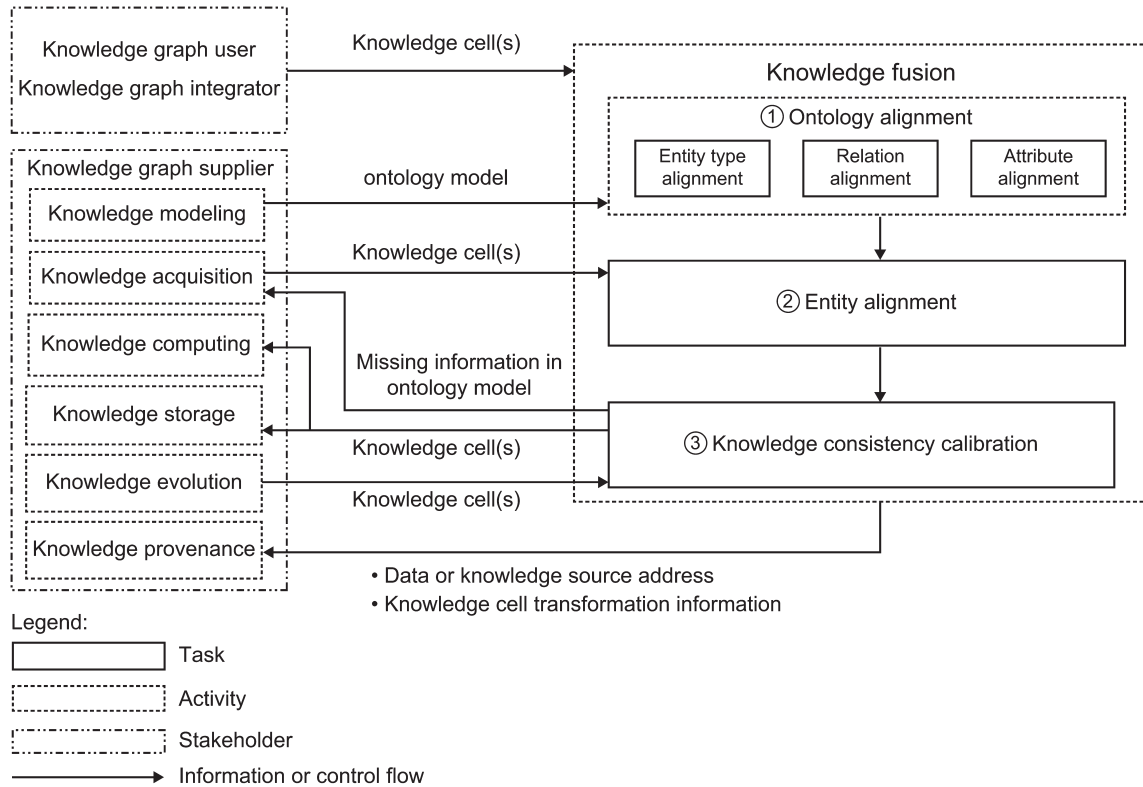 Knowledge graph user
Knowledge graph integrator
Knowledge cell(s)
Knowledge fusion
① Ontology alignment
Entity type
alignment
Relation
alignment
Attribute
alignment
Knowledge graph supplier
Knowledge modeling
ontology model
Knowledge acquisition
Knowledge cell(s)
② Entity alignment
Knowledge computing
Missing information in
ontology model
Knowledge storage
Knowledge cell(s)
③ Knowledge consistency calibration
Knowledge evolution
Knowledge cell(s)
Knowledge provenance
• Data or knowledge source address
• Knowledge cell transformation information
Legend:
Task
Activity
Stakeholder
Information or control flow